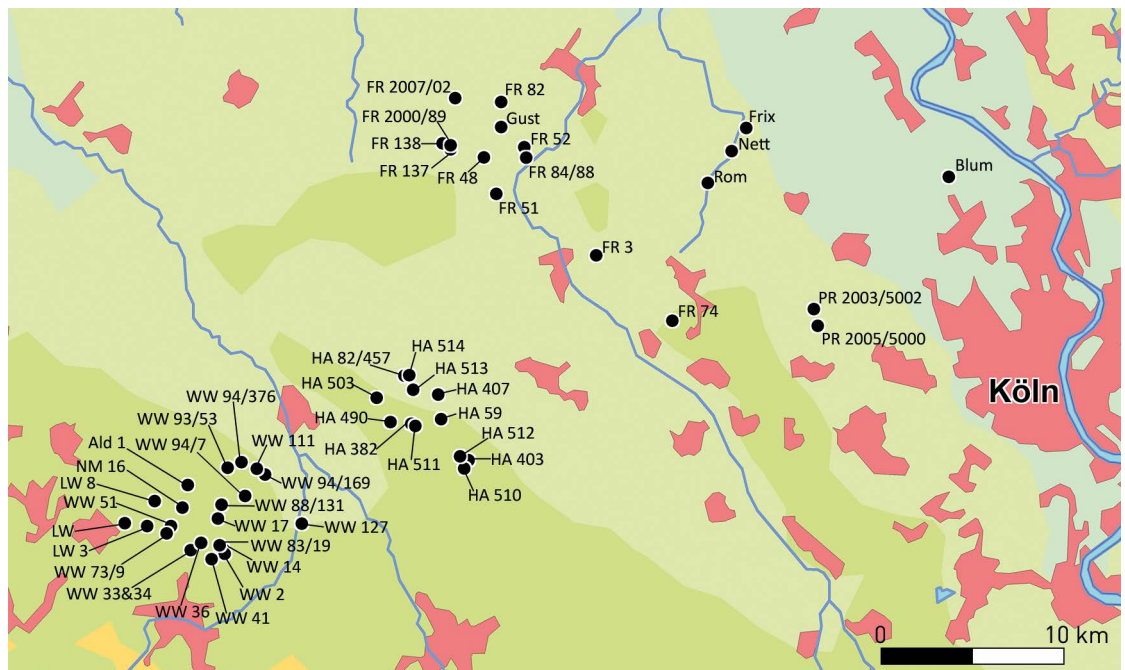 FR 2007/02
FR 82
FR 2000/89
Gust
Frix
FR 138
FR 52
Nett
FR 137
FR 48
FR 84/88
Blum
Rom
FR 51
FR 3
PR 2003/5002
FR 74
PR 2005/5000
HA 514
HA 82/457
HA 513
HA 503
HA 407
Köln
WW 94/376
HA 490
HA 59
WW 93/53
HA 382
HA 512
Ald 1
WW 94/7
WW 111
HA 511
HA 403
NM 16
LW 8
WW 94/169
HA 510
WW 51
WW 88/131
LW
WW 17
WW 127
LW 3
WW 83/19
WW 73/9
WW 14
WW 33&34
WW 2
WW 36
WW 41
0
10 km